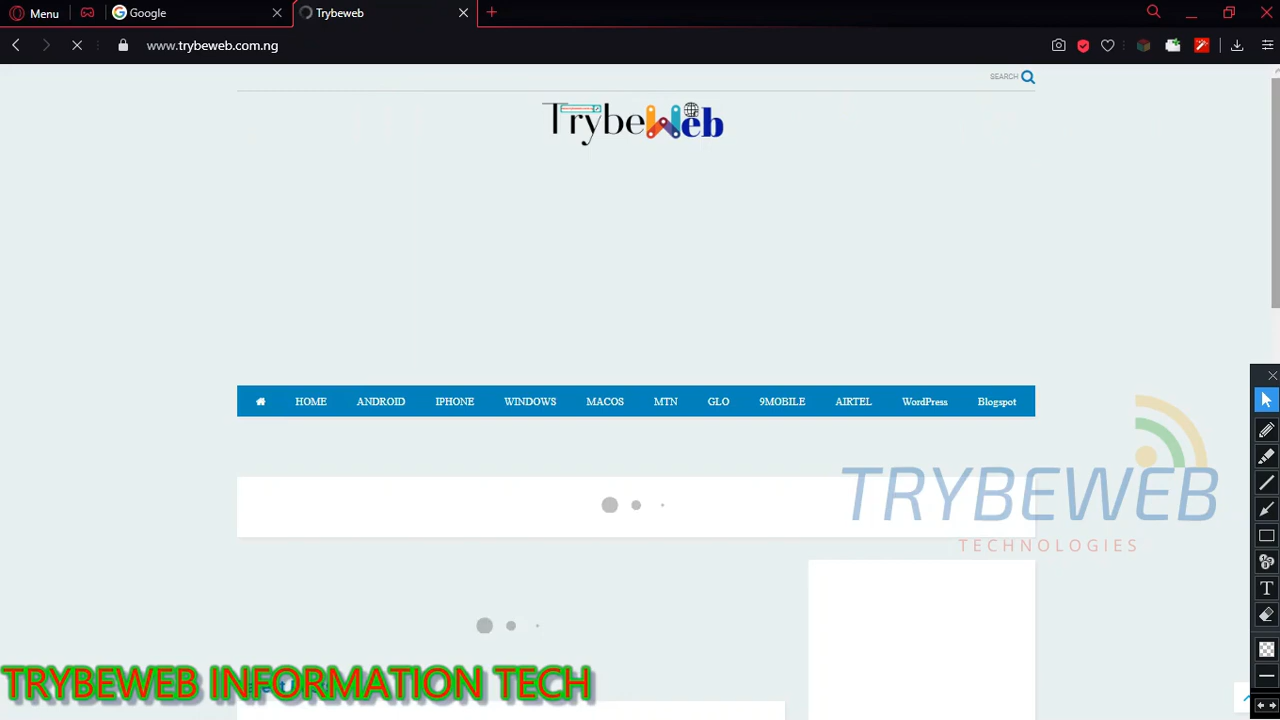 Menu
Google
Trybeweb
www.trybeweb.com.ng
SEARCH
TrybeWeb
HOME ANDROID IPHONE WINDOWS MACOS MTN GLO 9MOBILE AIRTEL WordPress Blogspot
TRYBEWEB
TECHNOLOGIES
TRYBEWEB INFORMATION TECH